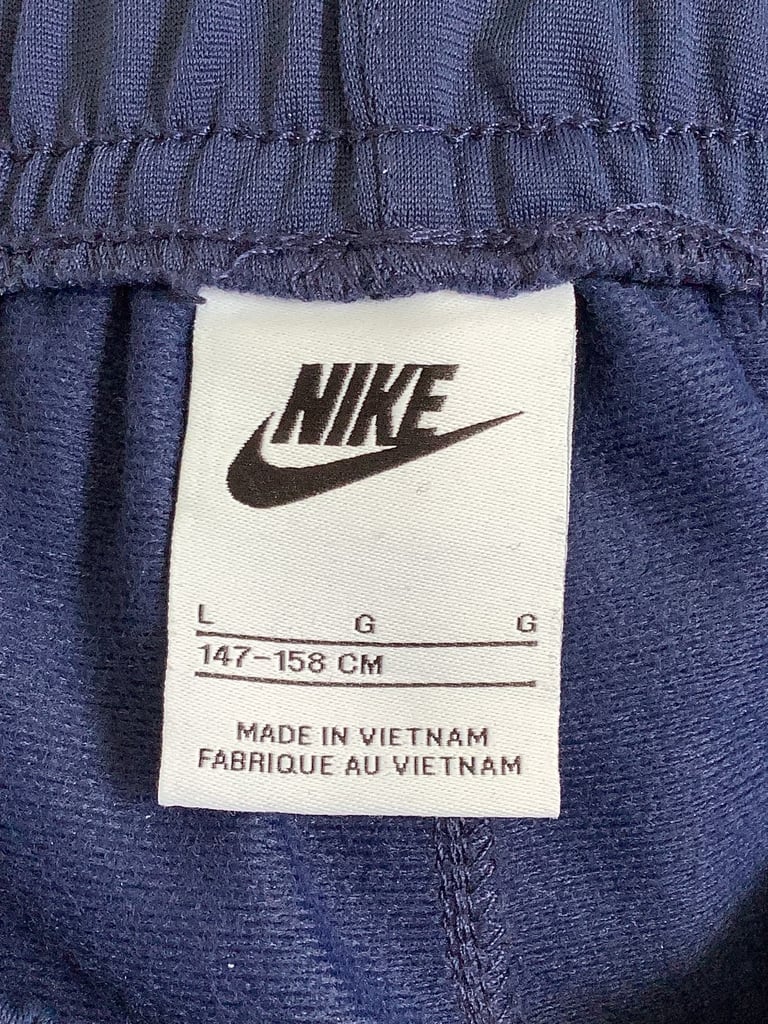 NIKE
L G G
147-158 CM
MADE IN VIETNAM
FABRIQUE AU VIETNAM